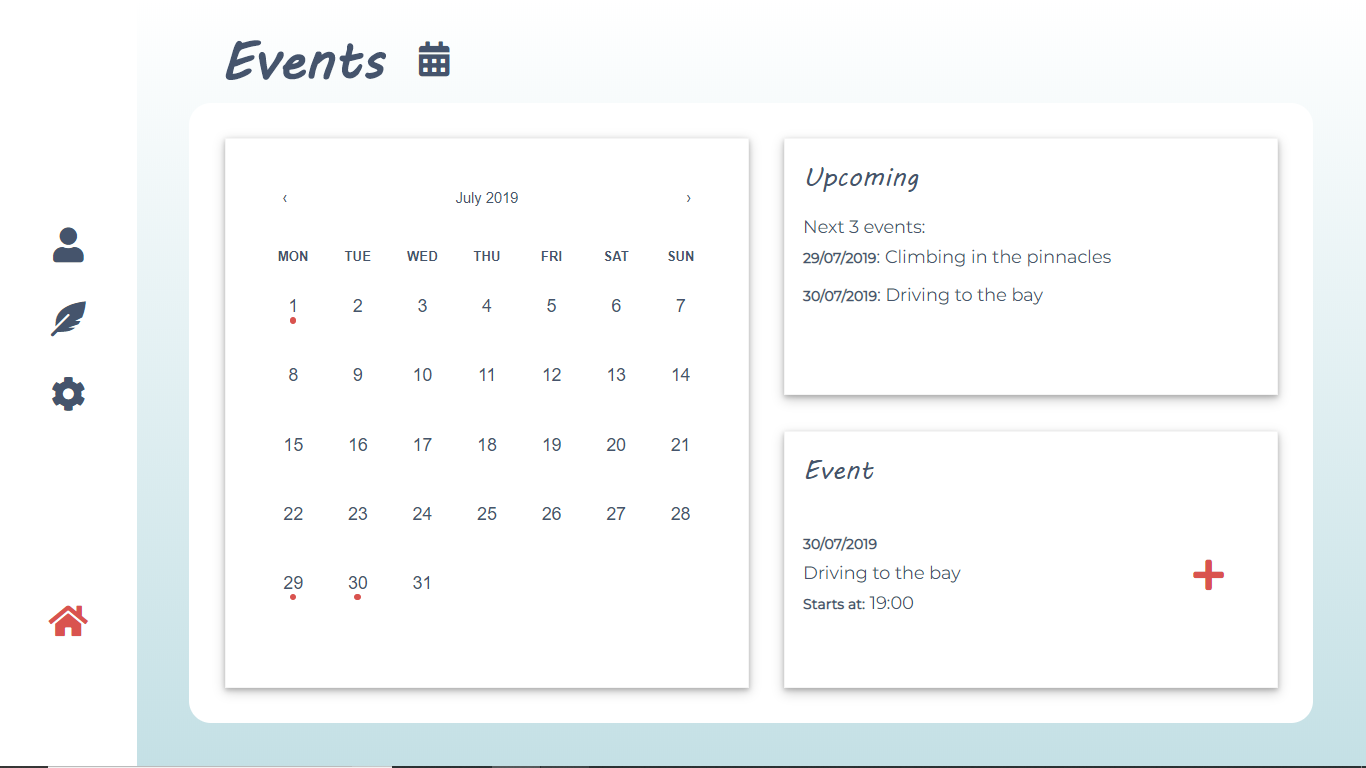 Events
‹ July 2019 ›
MON TUE WED THU FRI SAT SUN
1 2 3 4 5 6 7
8 9 10 11 12 13 14
15 16 17 18 19 20 21
22 23 24 25 26 27 28
29 30 31
Upcoming
Next 3 events:
29/07/2019: Climbing in the pinnacles
30/07/2019: Driving to the bay
Event
30/07/2019
Driving to the bay
Starts at: 19:00